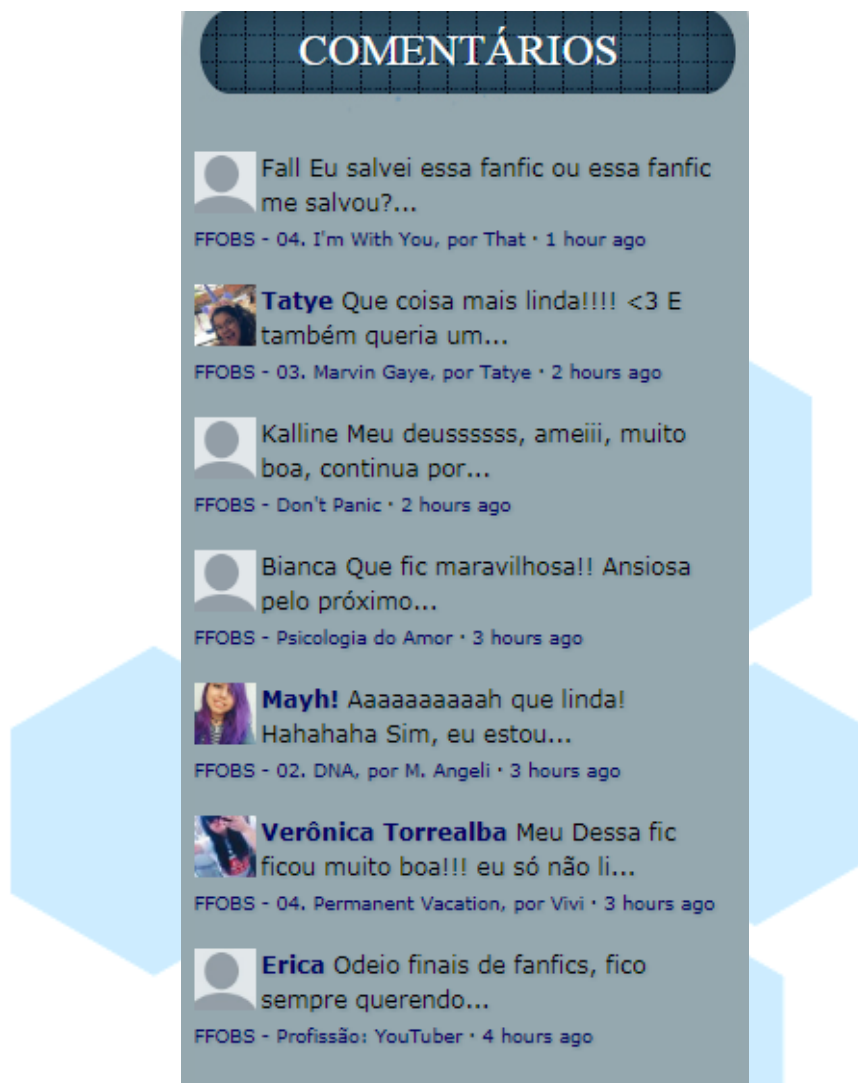 COMENTÁRIOS
Fall Eu salvei essa fanfic ou essa fanfic
me salvou?...
FFOBS - 04. I'm With You, por That · 1 hour ago
Tatye Que coisa mais linda!!!! <3 E
também queria um...
FFOBS - 03. Marvin Gaye, por Tatye · 2 hours ago
Kalline Meu deussssss, ameiii, muito
boa, continua por...
FFOBS - Don't Panic · 2 hours ago
Bianca Que fic maravilhosa!! Ansiosa
pelo próximo...
FFOBS - Psicologia do Amor · 3 hours ago
Mayh! Aaaaaaaaaah que linda!
Hahahaha Sim, eu estou...
FFOBS - 02. DNA, por M. Angeli · 3 hours ago
Verônica Torrealba Meu Dessa fic
ficou muito boa!!! eu só não li...
FFOBS - 04. Permanent Vacation, por Vivi · 3 hours ago
Erica Odeio finais de fanfics, fico
sempre querendo...
FFOBS - Profissão: YouTuber · 4 hours ago